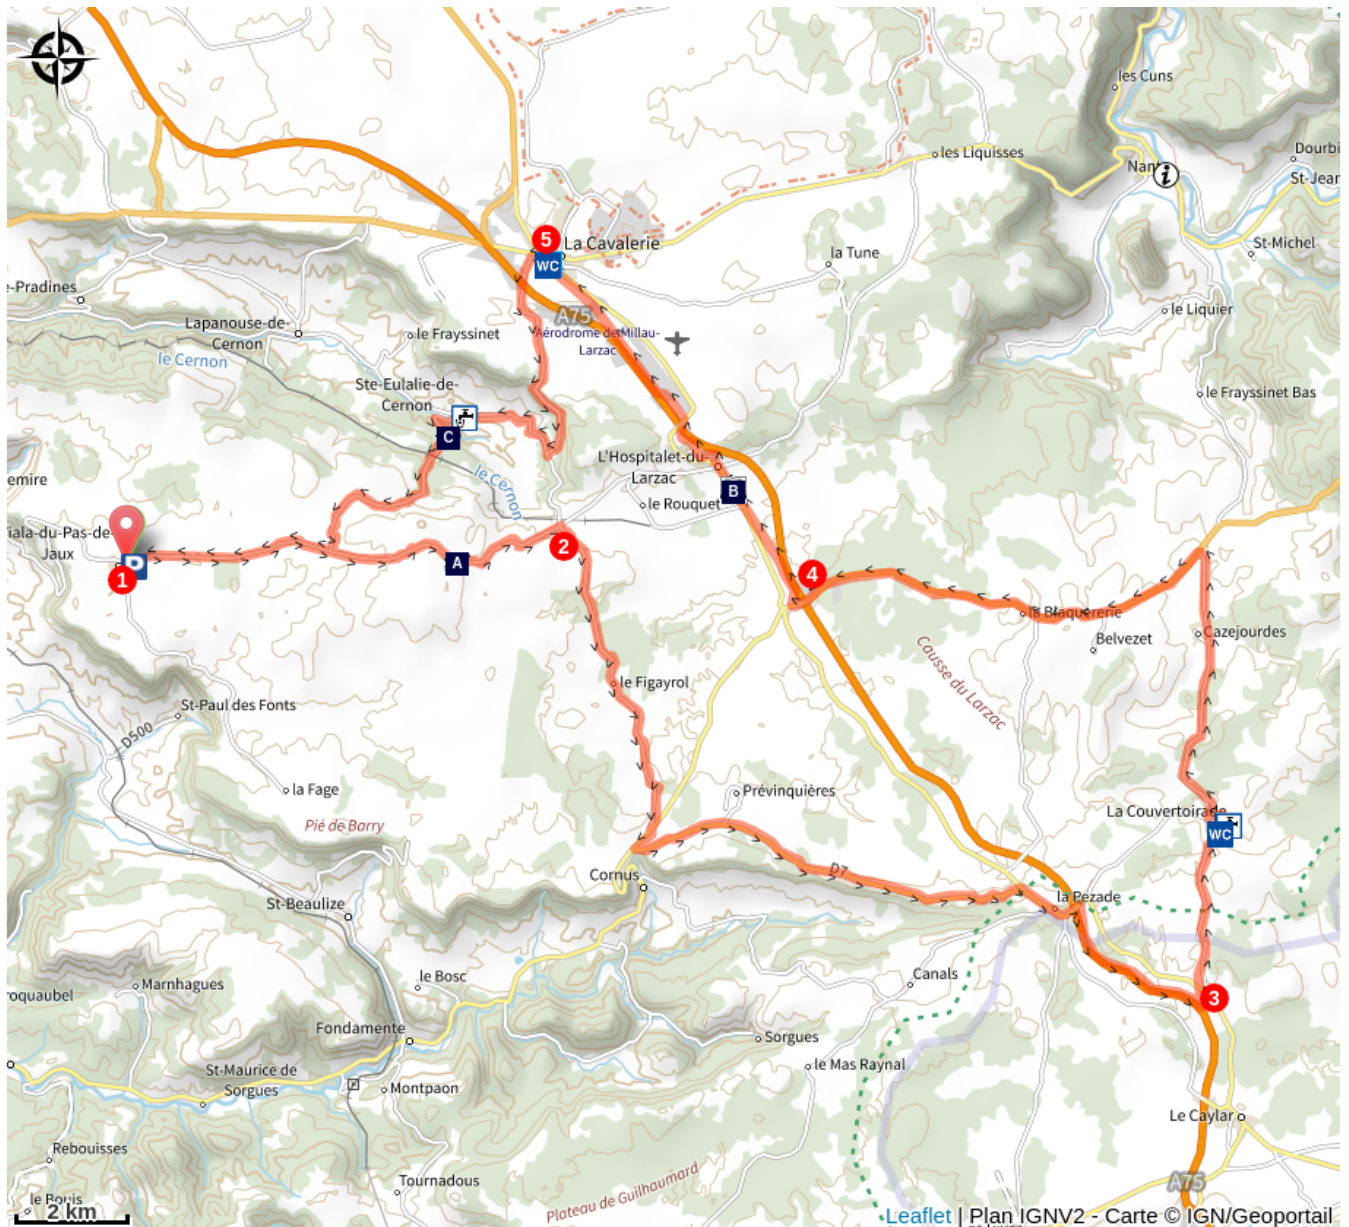 les Cuns
Dourbi
les Liquisses
Nant
i
St-Jear
5
La Cavalerie
WC
St-Michel
la Tune
e-Pradines
A75
le Liquier
Lapanouse-de-
Cernon
le Frayssinet
Aérodrome de Millau-
Larzac
le Cernon
Ste-Eulalie-de-
Cernon
le Frayssinet Bas
C
L'Hospitalet-du-
Larzac
emire
le Cernon
B
le Rouquet
iala-du-Pas-de-
Jaux
2
A
1
4
la Blaquererie
Cazejourdes
Belvezet
Causse du Larzac
le Figayrol
St-Paul des Fonts
D500
la Fage
Prévinquières
La Couvertoirade
WC
Pié de Barry
D7
Cornus
la Pezade
St-Beaulize
le Bosc
Canals
Marnhagues
roquaubel
3
Fondamente
Sorgues
St-Maurice de
Sorgues
le Mas Raynal
Montpaon
Le Caylar
Rebouisses
Tournadous
A75
Plateau de Guilhaumard
le Bouis
2 km
Leaflet | Plan IGNV2 - Carte © IGN/Geoportail